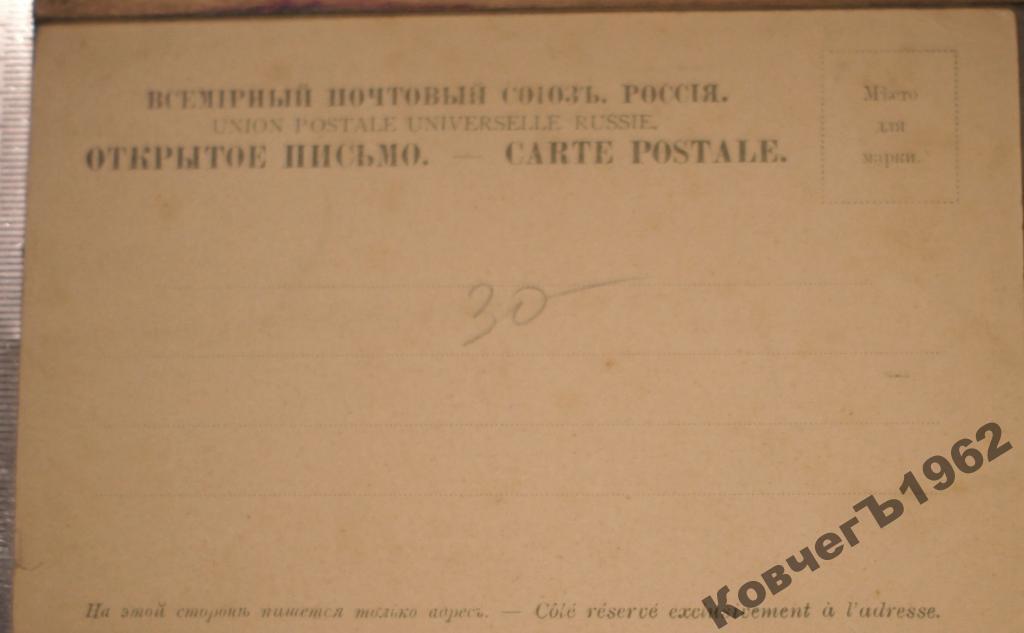 ВСЕМІРНЫЙ ПОЧТОВЫЙ СОЮЗЪ. РОССІЯ.
UNION POSTALE UNIVERSELLE RUSSIE.
ОТКРЫТОЕ ПИСЬМО. — CARTE POSTALE.
Мѣсто
для
марки.
30
На этой сторонѣ пишется только адресъ. — Côté réservé exclusivement à l'adresse.
КовчегЪ1962